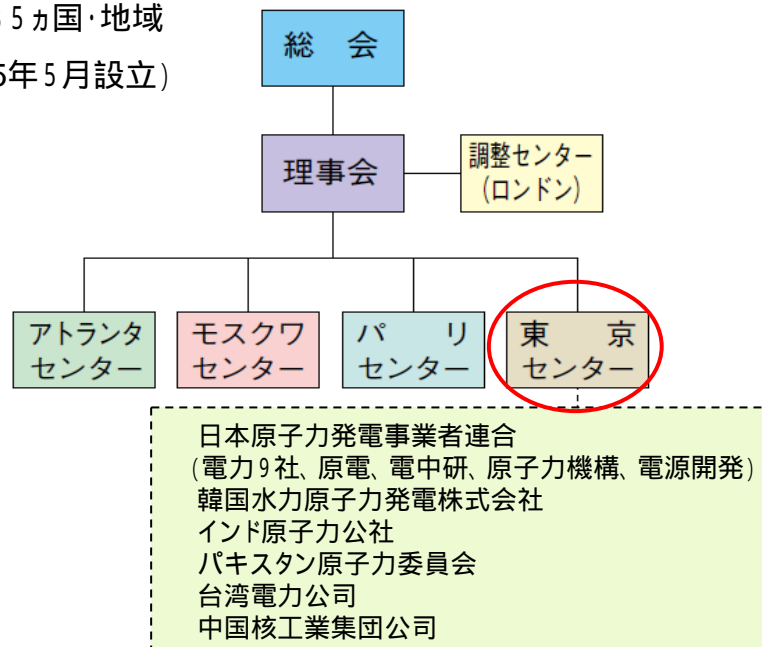 5ヵ国･地域
年5月設立)
総 会
理事会
調整センター
(ロンドン)
アトランタ
センター
モスクワ
センター
パ リ
センター
東 京
センター
日本原子力発電事業者連合
(電力9社、原電、電中研、原子力機構、電源開発)
韓国水力原子力発電株式会社
インド原子力公社
パキスタン原子力委員会
台湾電力公司
中国核工業集団公司